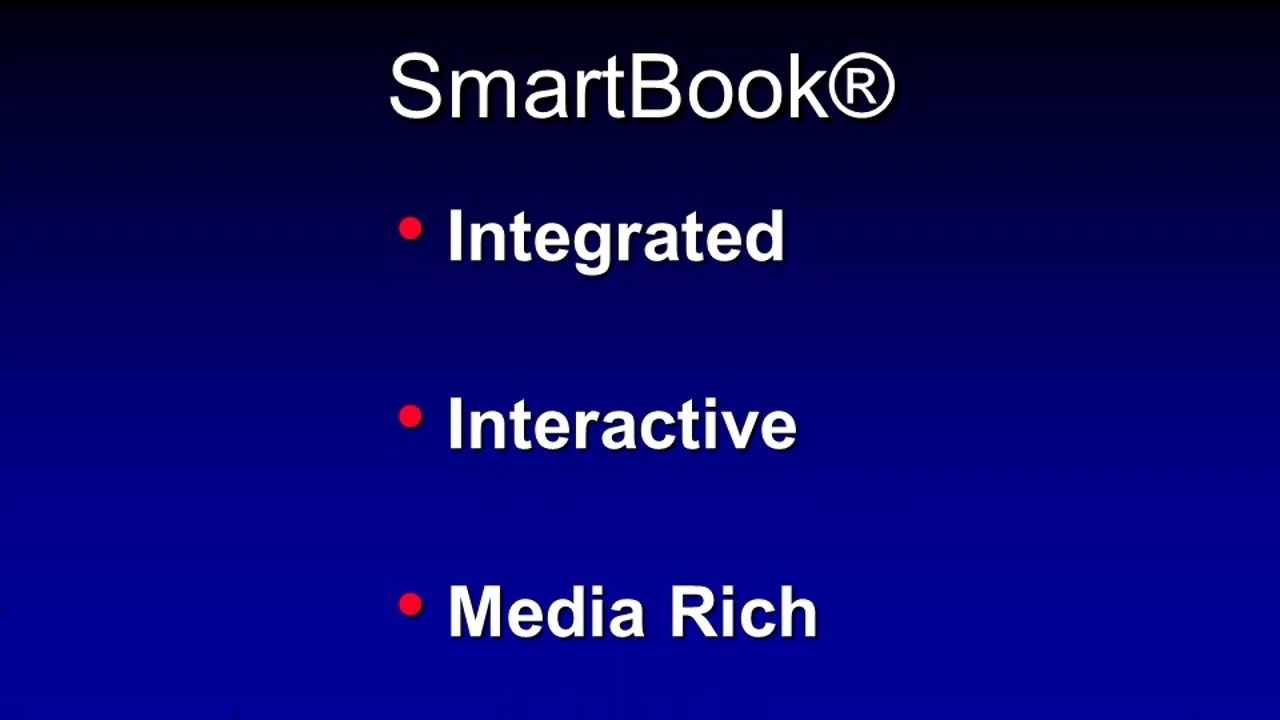 SmartBook®
• Integrated
• Interactive
• Media Rich